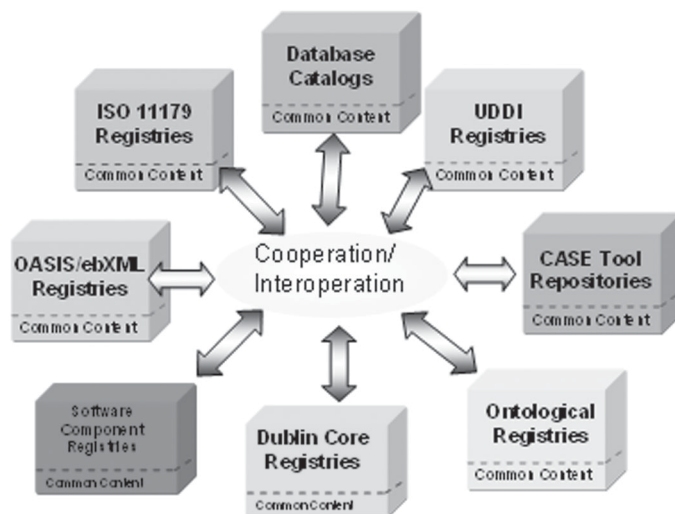 Database
Catalogs
Common Content
ISO 11179
Registries
Common Content
UDDI
Registries
Common Content
OASIS/ebXML
Registries
Common Content
Cooperation/
Interoperation
CASE Tool
Repositories
Common Content
Software
Component
Registries
Common Content
Dublin Core
Registries
Common Content
Ontological
Registries
Common Content